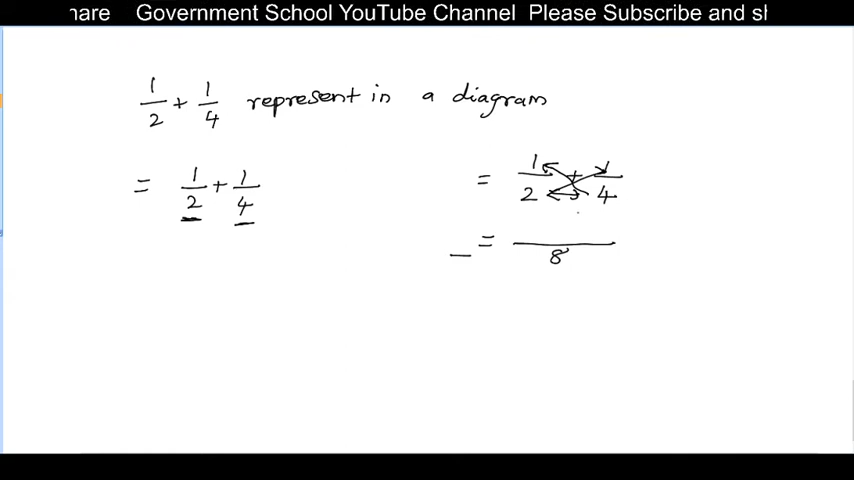 hare Government School YouTube Channel Please Subscribe and sh
1/2 + 1/4 represent in a diagram
= 1/2 + 1/4
= 1/2 + 1/4
= /8